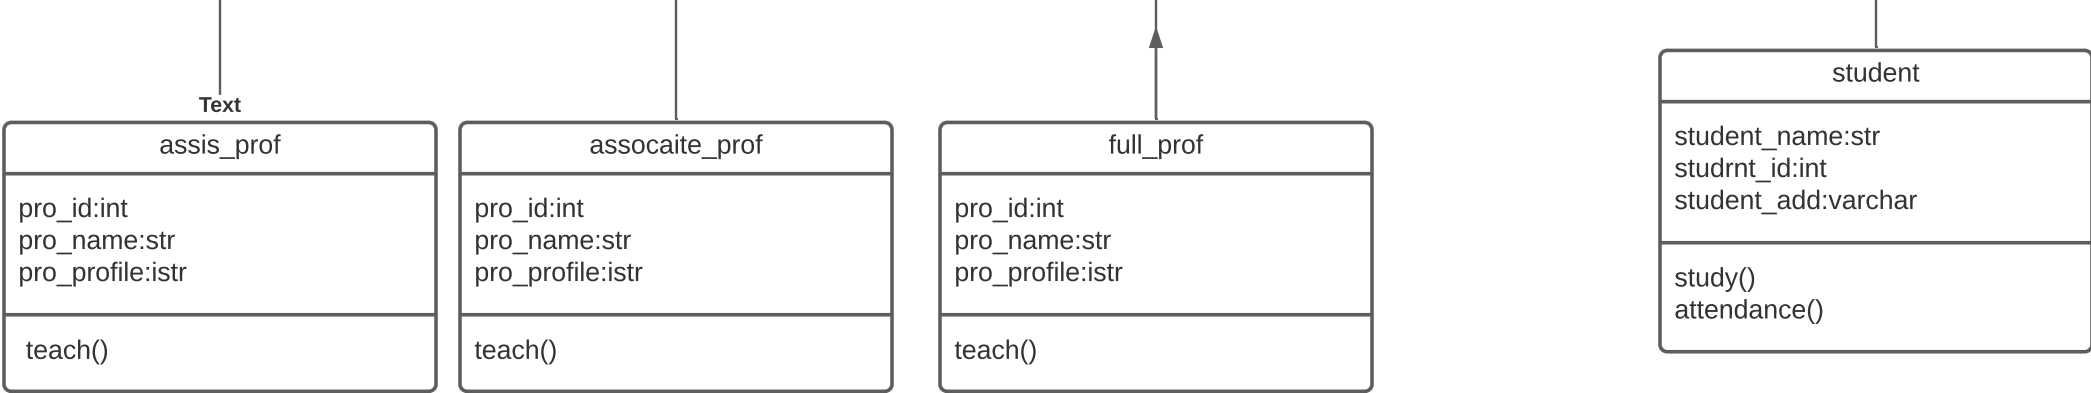 Text
assis_prof
pro_id:int
pro_name:str
pro_profile:istr
teach()
assocaite_prof
pro_id:int
pro_name:str
pro_profile:istr
teach()
full_prof
pro_id:int
pro_name:str
pro_profile:istr
teach()
student
student_name:str
studrnt_id:int
student_add:varchar
study()
attendance()